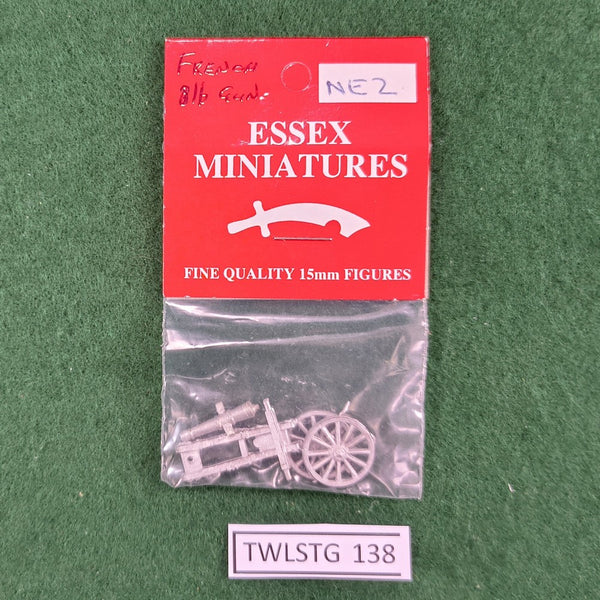 FRENCH
8lb GUN.
NE2
ESSEX
MINIATURES
FINE QUALITY 15mm FIGURES
TWLSTG 138